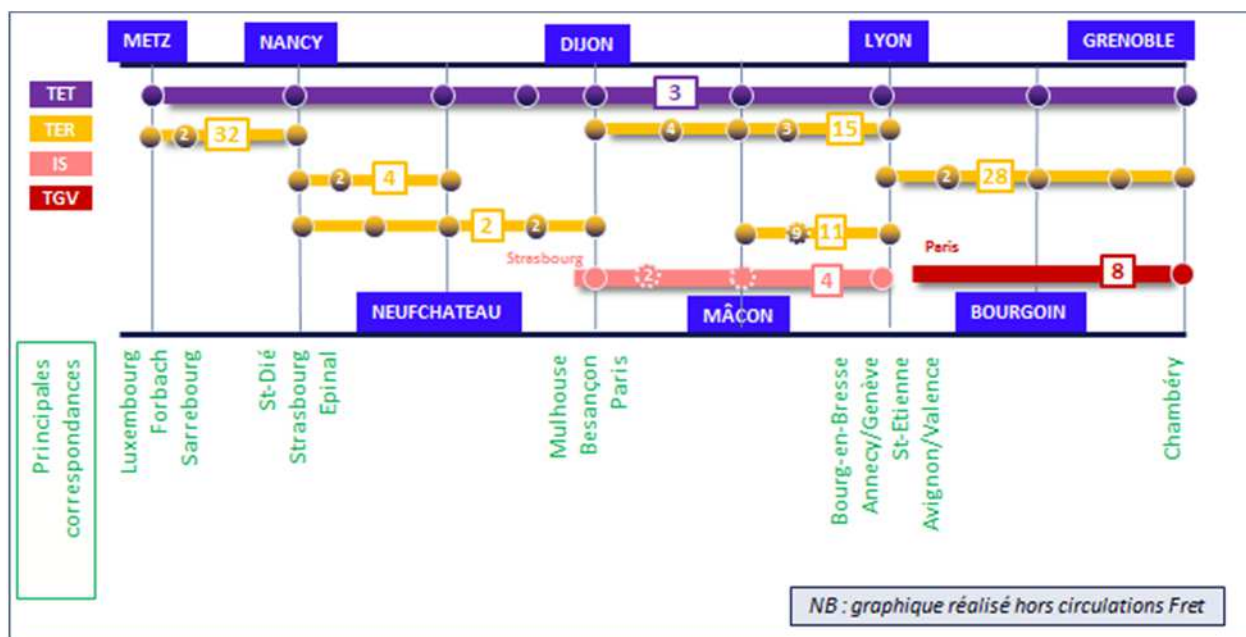 METZ
NANCY
DIJON
LYON
GRENOBLE
TET
3
TER
2
32
4
3
15
IS
2
4
2
28
TGV
2
2
9
11
Strasbourg
2
4
Paris
8
NEUFCHATEAU
MÂCON
BOURGOIN
Principales
correspondances
Luxembourg
Forbach
Sarrebourg
St-Dié
Strasbourg
Epinal
Mulhouse
Besançon
Paris
Bourg-en-Bresse
Annecy/Genève
St-Etienne
Avignon/Valence
Chambéry
NB : graphique réalisé hors circulations Fret